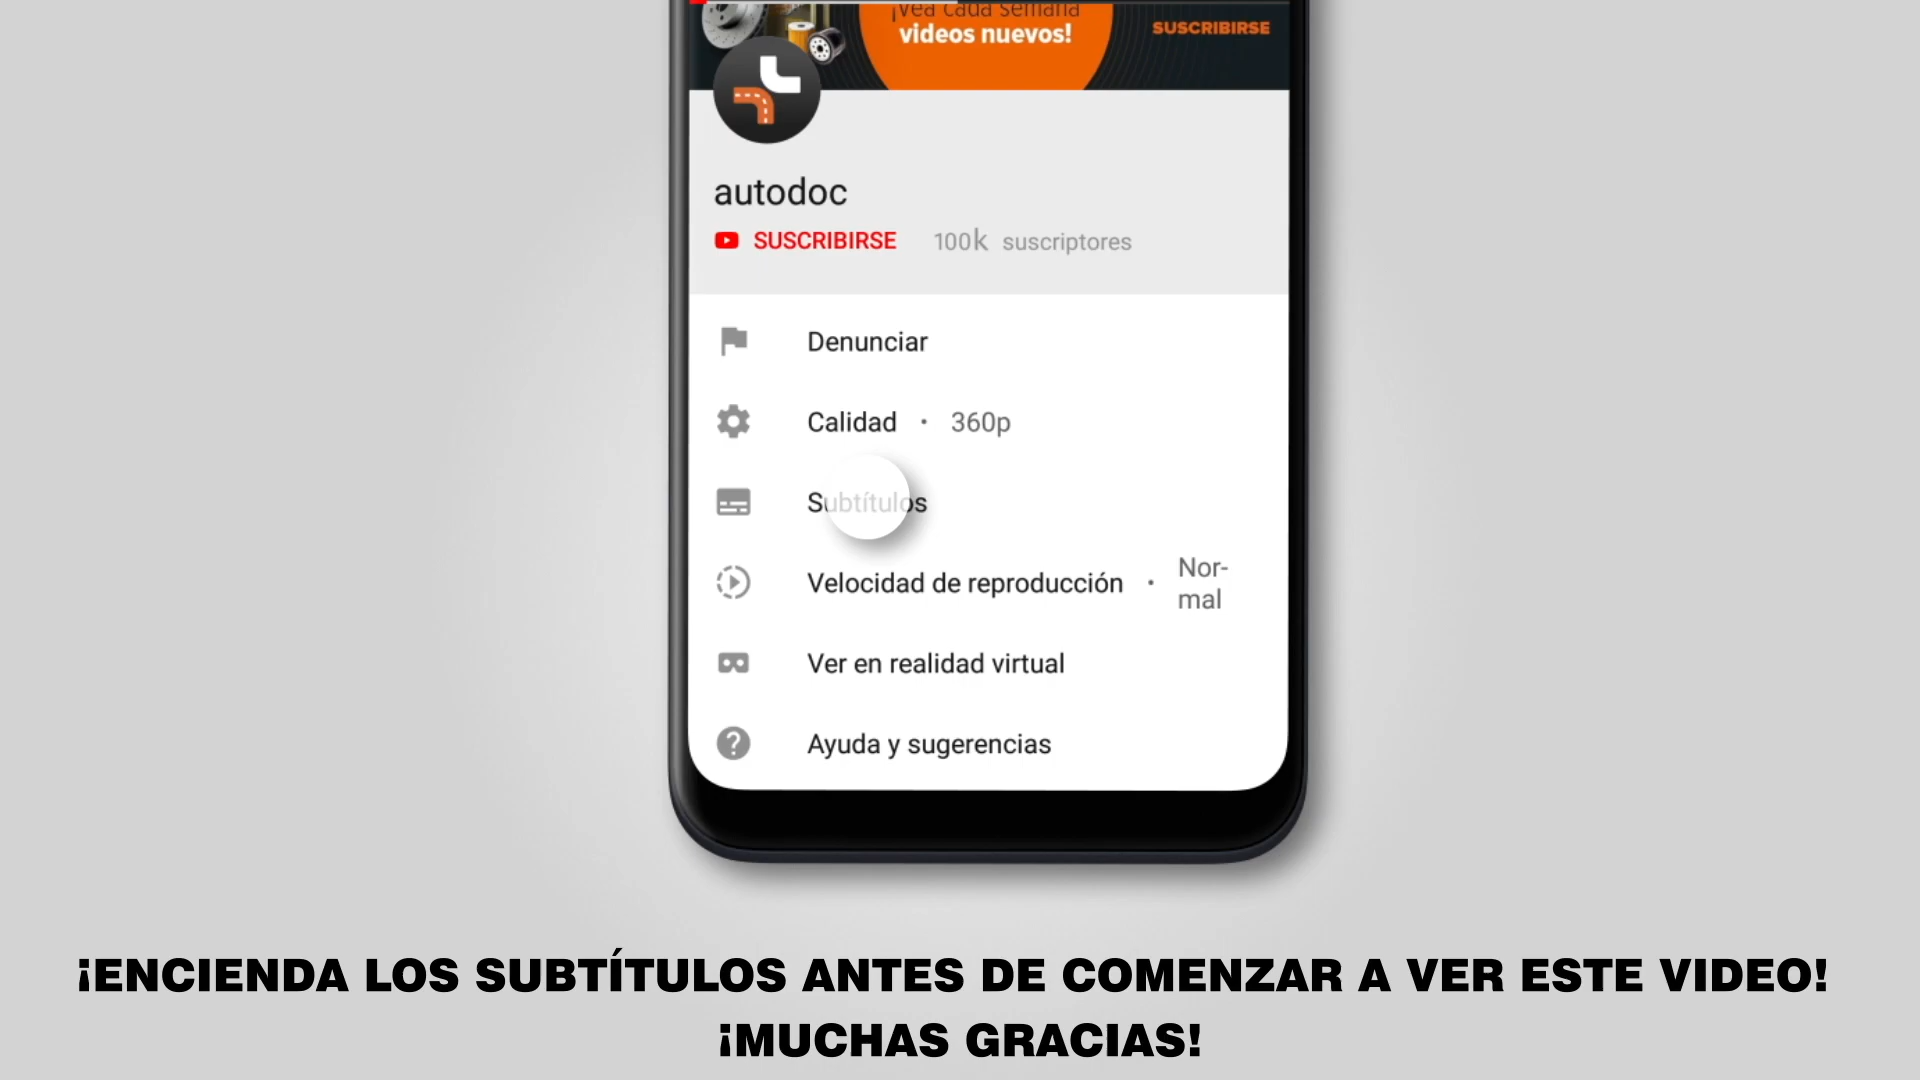 ¡Vea cada semana
videos nuevos!
SUSCRIBIRSE
autodoc
SUSCRIBIRSE 100k suscriptores
Denunciar
Calidad • 360p
Subtítulos
Velocidad de reproducción • Nor-
mal
Ver en realidad virtual
Ayuda y sugerencias
¡ENCIENDA LOS SUBTÍTULOS ANTES DE COMENZAR A VER ESTE VIDEO!
¡MUCHAS GRACIAS!